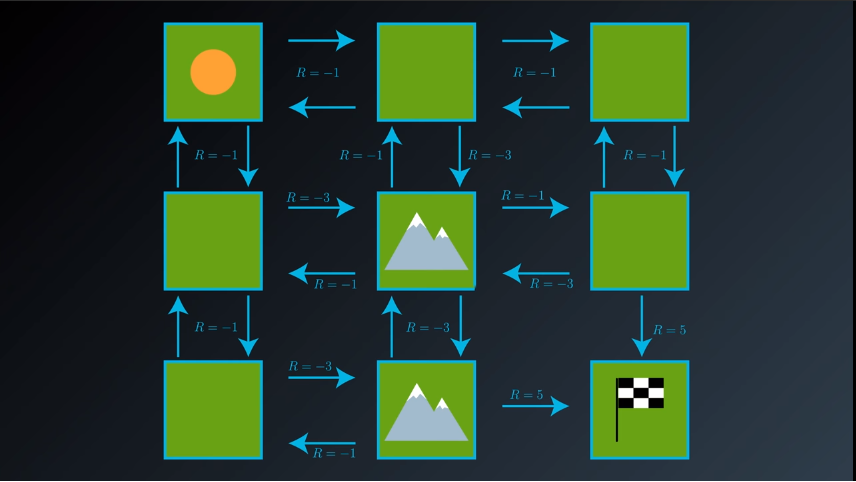 R = −1
R = −1
R = −1
R = −1
R = −3
R = −1
R = −3
R = −1
R = −1
R = −3
R = −1
R = −3
R = 5
R = −3
R = 5
R = −1